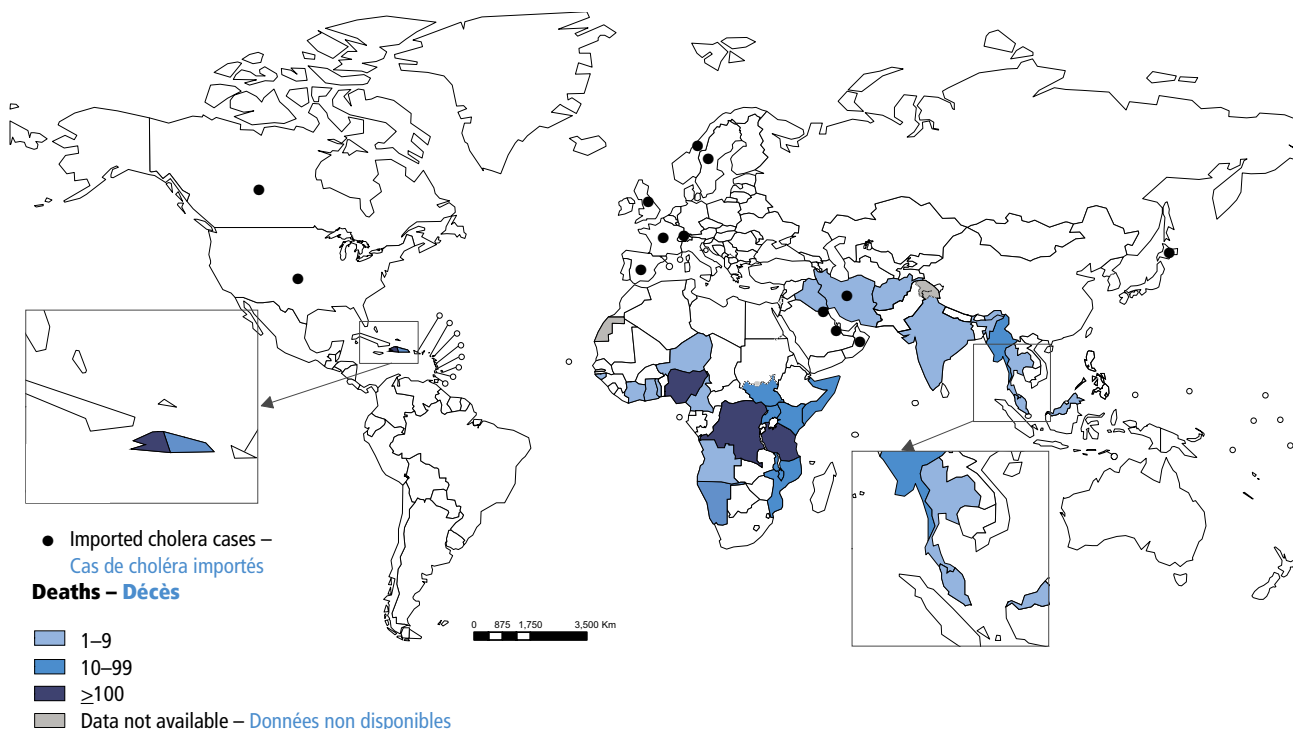 ● Imported cholera cases –
Cas de choléra importés
Deaths – Décès
1–9
10–99
≥100
Data not available – Données non disponibles
0 875 1,750 3,500 Km